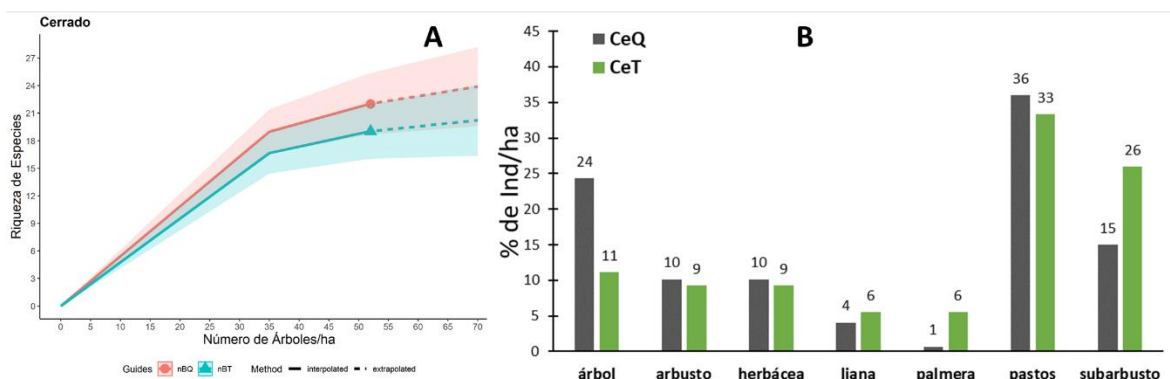 Cerrado
A
Riqueza de Especies
27
24
21
18
15
12
9
6
3
0
0 5 10 15 20 25 30 35 40 45 50 55 60 65 70
Número de Árboles/ha
Guides nBQ nBT Method interpolated extrapolated
B
CeQ
CeT
% de Ind/ha
45
40
35
30
25
20
15
10
5
0
24 11 10 9 10 9 4 6 1 6 36 33 15 26
árbol arbusto herbácea liana palmera pastos subarbusto